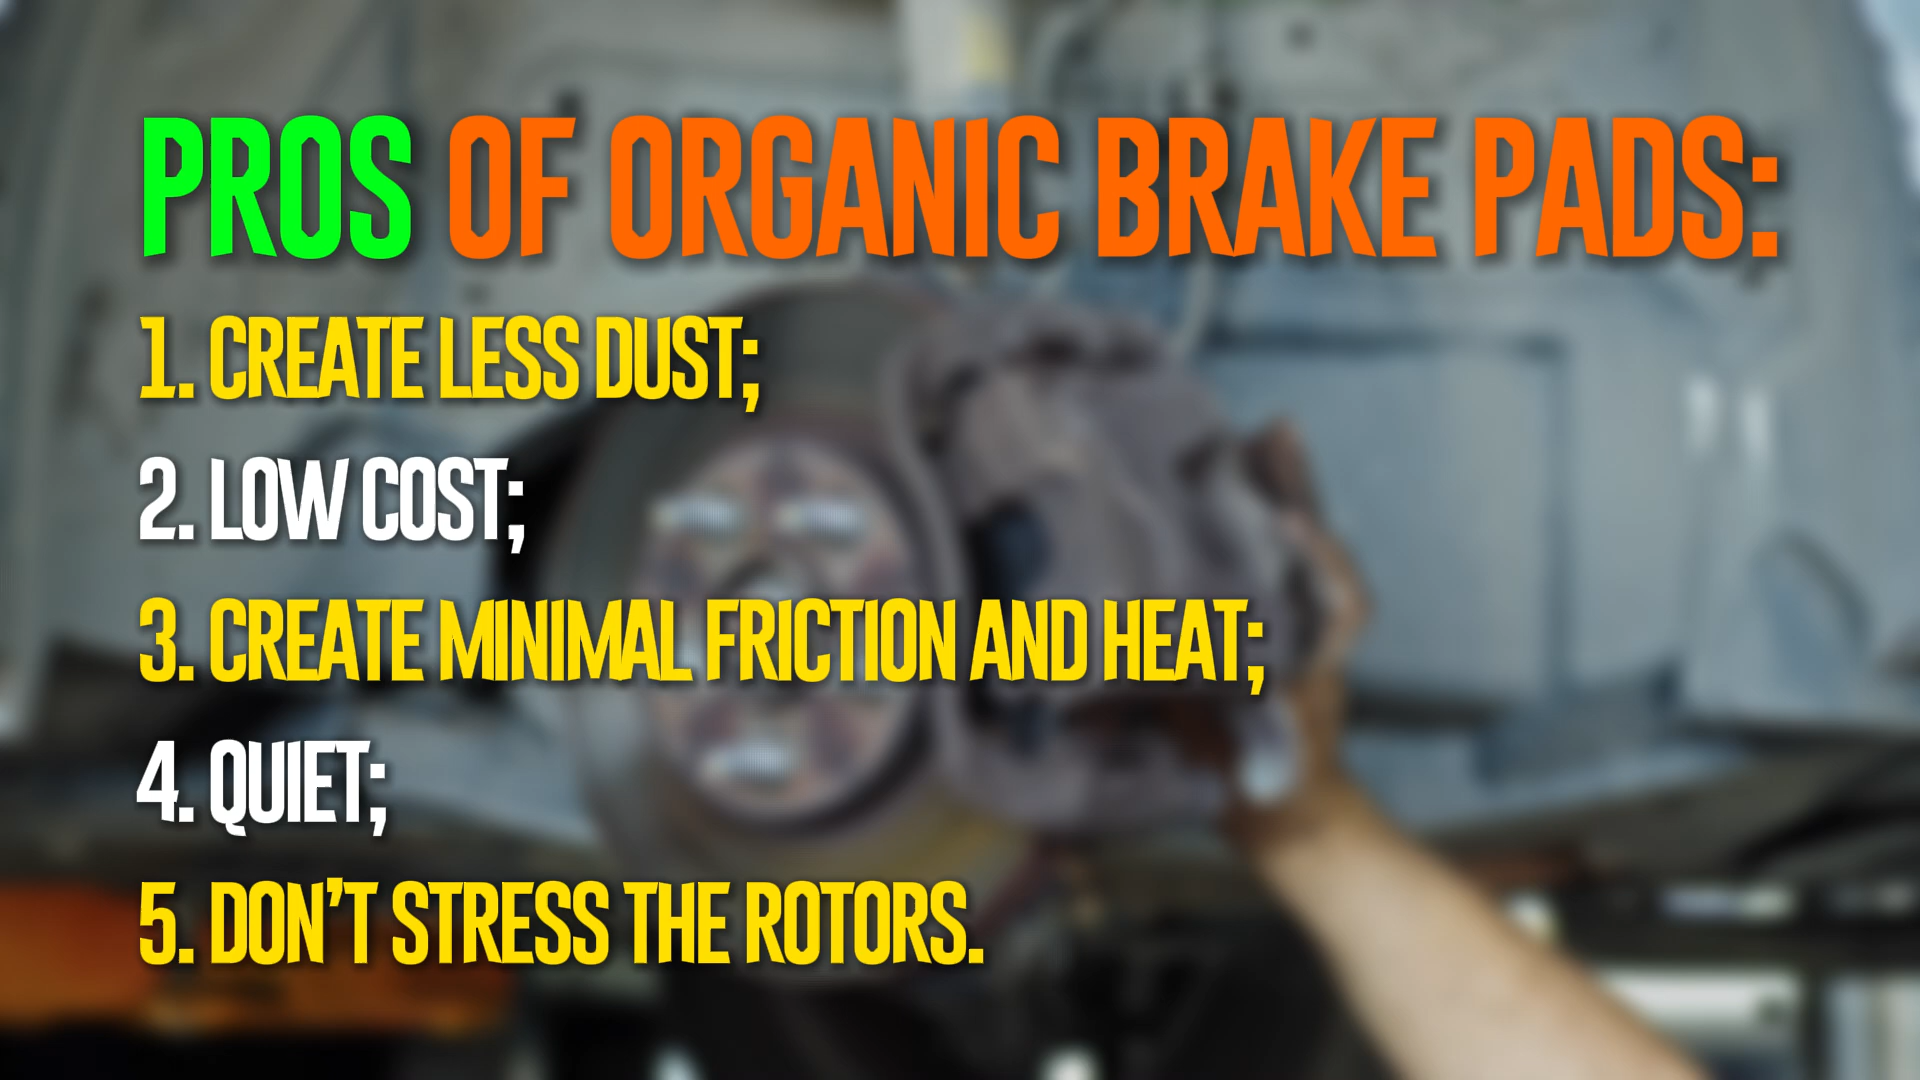 PROS OF ORGANIC BRAKE PADS:
1. CREATE LESS DUST;
2. LOW COST;
3. CREATE MINIMAL FRICTION AND HEAT;
4. QUIET;
5. DON'T STRESS THE ROTORS.